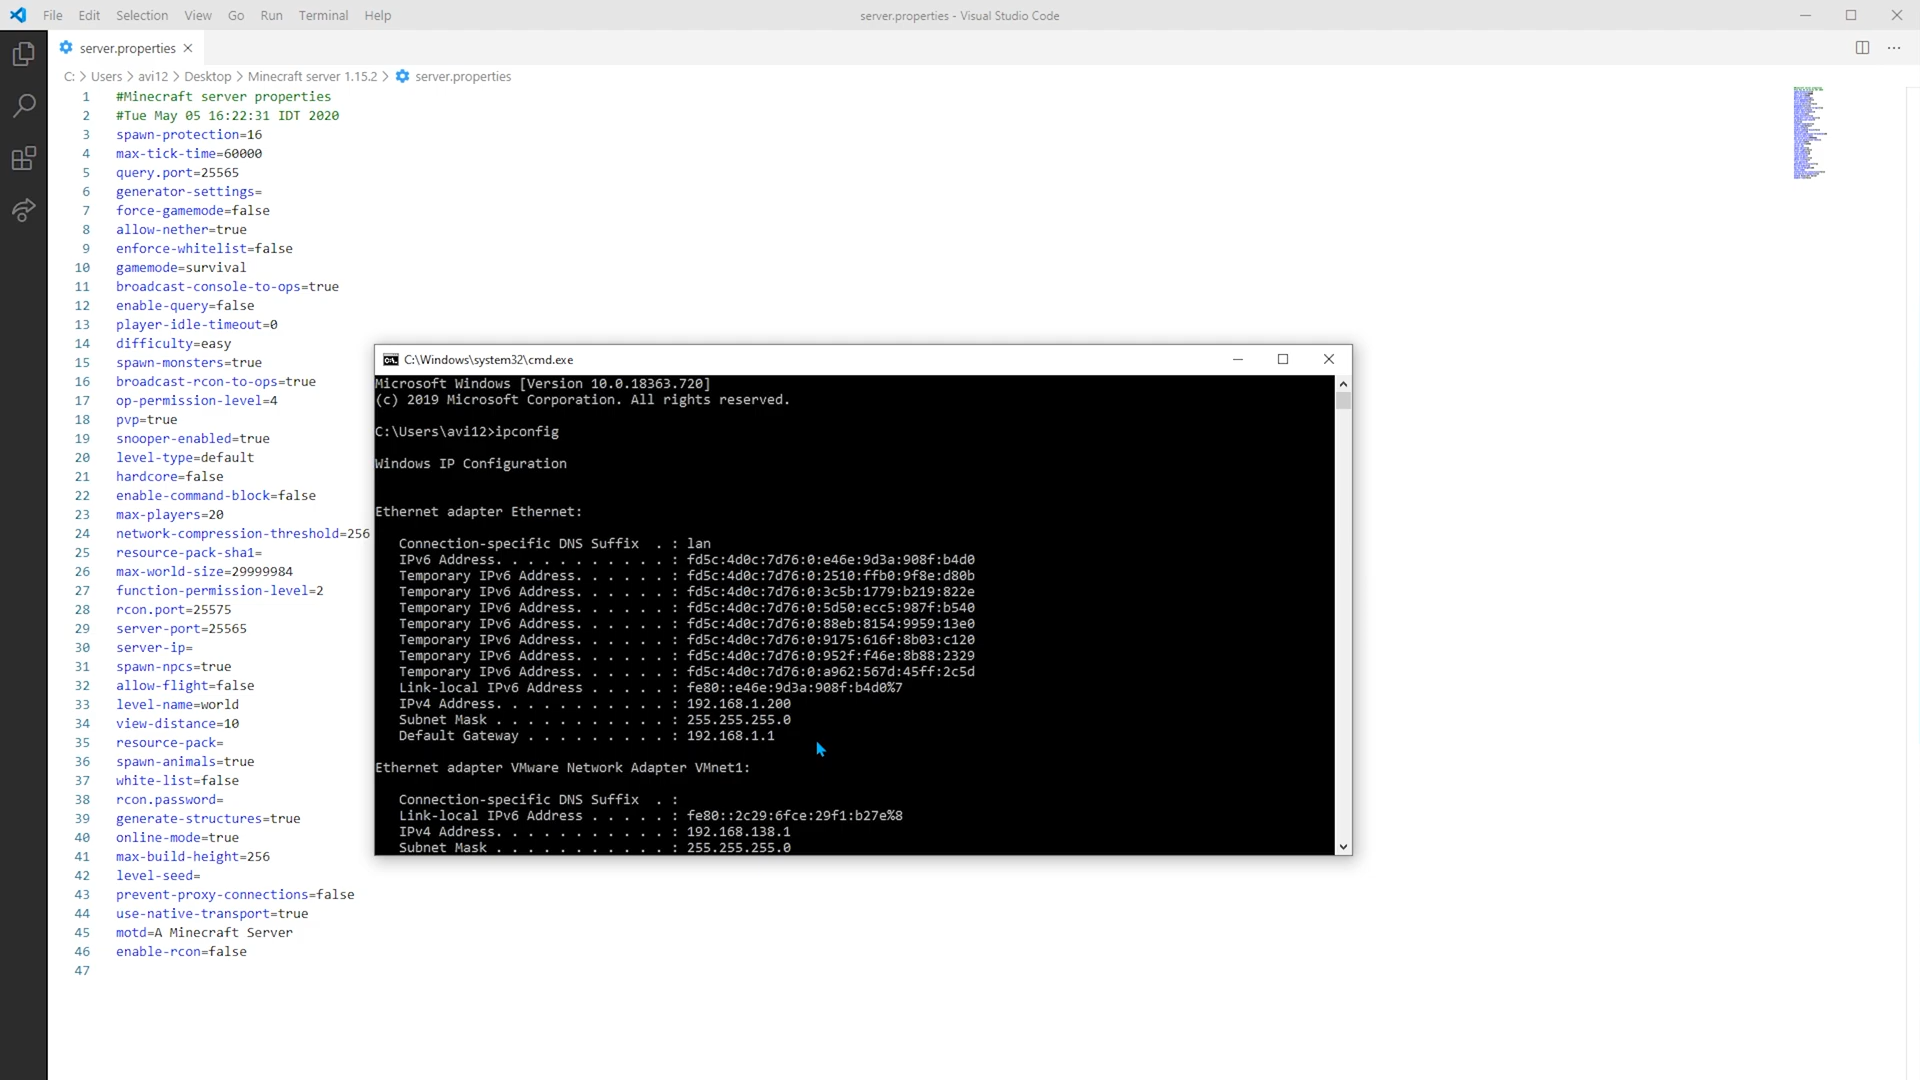 File Edit Selection View Go Run Terminal Help server.properties - Visual Studio Code
server.properties
C: > Users > avi12 > Desktop > Minecraft server 1.15.2 > server.properties
1 #Minecraft server properties
2 #Tue May 05 16:22:31 IDT 2020
3 spawn-protection=16
4 max-tick-time=60000
5 query.port=25565
6 generator-settings=
7 force-gamemode=false
8 allow-nether=true
9 enforce-whitelist=false
10 gamemode=survival
11 broadcast-console-to-ops=true
12 enable-query=false
13 player-idle-timeout=0
14 difficulty=easy
15 spawn-monsters=true
16 broadcast-rcon-to-ops=true
17 op-permission-level=4
18 pvp=true
19 snooper-enabled=true
20 level-type=default
21 hardcore=false
22 enable-command-block=false
23 max-players=20
24 network-compression-threshold=256
25 resource-pack-sha1=
26 max-world-size=29999984
27 function-permission-level=2
28 rcon.port=25575
29 server-port=25565
30 server-ip=
31 spawn-npcs=true
32 allow-flight=false
33 level-name=world
34 view-distance=10
35 resource-pack=
36 spawn-animals=true
37 white-list=false
38 rcon.password=
39 generate-structures=true
40 online-mode=true
41 max-build-height=256
42 level-seed=
43 prevent-proxy-connections=false
44 use-native-transport=true
45 motd=A Minecraft Server
46 enable-rcon=false
47
C:\Windows\system32\cmd.exe
Microsoft Windows [Version 10.0.18363.720]
(c) 2019 Microsoft Corporation. All rights reserved.
C:\Users\avi12>ipconfig
Windows IP Configuration
Ethernet adapter Ethernet:
Connection-specific DNS Suffix . : lan
IPv6 Address. . . . . . . . . . . : fd5c:4d0c:7d76:0:e46e:9d3a:908f:b4d0
Temporary IPv6 Address. . . . . . : fd5c:4d0c:7d76:0:2510:ffb0:9f8e:d80b
Temporary IPv6 Address. . . . . . : fd5c:4d0c:7d76:0:3c5b:1779:b219:822e
Temporary IPv6 Address. . . . . . : fd5c:4d0c:7d76:0:5d50:ecc5:987f:b540
Temporary IPv6 Address. . . . . . : fd5c:4d0c:7d76:0:88eb:8154:9959:13e0
Temporary IPv6 Address. . . . . . : fd5c:4d0c:7d76:0:9175:616f:8b03:c120
Temporary IPv6 Address. . . . . . : fd5c:4d0c:7d76:0:952f:f46e:8b88:2329
Temporary IPv6 Address. . . . . . : fd5c:4d0c:7d76:0:a962:567d:45ff:2c5d
Link-local IPv6 Address . . . . . : fe80::e46e:9d3a:908f:b4d0%7
IPv4 Address. . . . . . . . . . . : 192.168.1.200
Subnet Mask . . . . . . . . . . . : 255.255.255.0
Default Gateway . . . . . . . . . : 192.168.1.1
Ethernet adapter VMware Network Adapter VMnet1:
Connection-specific DNS Suffix . :
Link-local IPv6 Address . . . . . : fe80::2c29:6fce:29f1:b27e%8
IPv4 Address. . . . . . . . . . . : 192.168.138.1
Subnet Mask . . . . . . . . . . . : 255.255.255.0